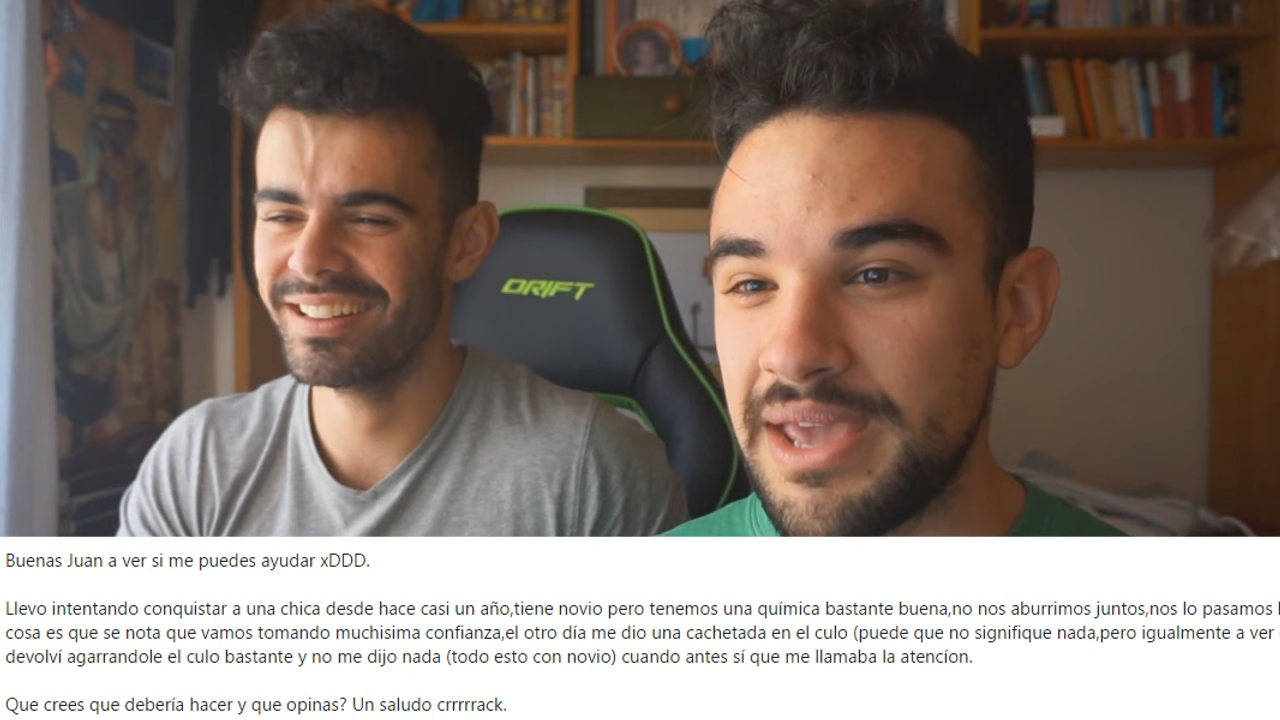 DRIFT
Buenas Juan a ver si me puedes ayudar xDDD.
Llevo intentando conquistar a una chica desde hace casi un año,tiene novio pero tenemos una química bastante buena,no nos aburrimos juntos,nos lo pasamos
cosa es que se nota que vamos tomando muchisima confianza,el otro día me dio una cachetada en el culo (puede que no signifique nada,pero igualmente a ver
devolví agarrandole el culo bastante y no me dijo nada (todo esto con novio) cuando antes sí que me llamaba la atencíon.
Que crees que debería hacer y que opinas? Un saludo crrrrrack.